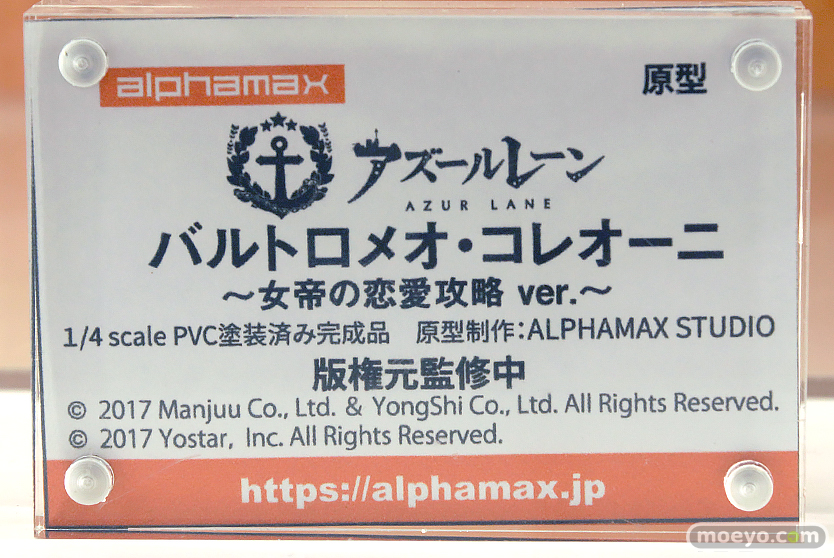 alphamax
原型
アズールレーン
AZUR LANE
バルトロメオ・コレオーニ
～女帝の恋愛攻略 ver.～
1/4 scale PVC塗装済み完成品 原型制作:ALPHAMAX STUDIO
版権元監修中
© 2017 Manjuu Co., Ltd. & YongShi Co., Ltd. All Rights Reserved.
© 2017 Yostar, Inc. All Rights Reserved.
https://alphamax.jp
moeyo.com